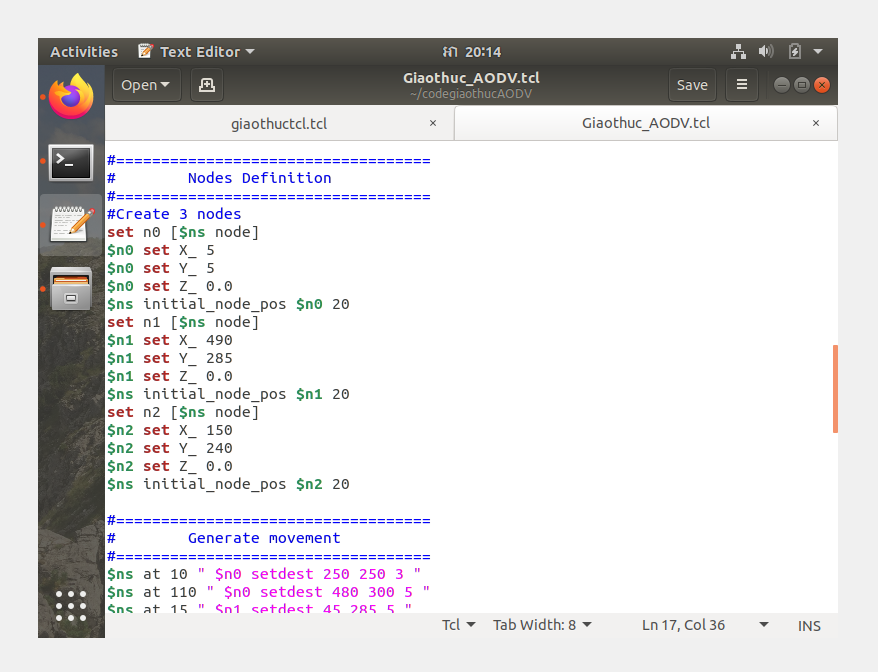 Activities Text Editor 20:14
Open Giaothuc_AODV.tcl Save
~/codegiaothucAODV
giaothuctcl.tcl × Giaothuc_AODV.tcl ×
#===================================
#        Nodes Definition
#===================================
#Create 3 nodes
set n0 [$ns node]
$n0 set X_ 5
$n0 set Y_ 5
$n0 set Z_ 0.0
$ns initial_node_pos $n0 20
set n1 [$ns node]
$n1 set X_ 490
$n1 set Y_ 285
$n1 set Z_ 0.0
$ns initial_node_pos $n1 20
set n2 [$ns node]
$n2 set X_ 150
$n2 set Y_ 240
$n2 set Z_ 0.0
$ns initial_node_pos $n2 20
#===================================
#        Generate movement
#===================================
$ns at 10 " $n0 setdest 250 250 3 "
$ns at 110 " $n0 setdest 480 300 5 "
$ns at 15 " $n1 setdest 45 285 5 "
Tcl Tab Width: 8 Ln 17, Col 36 INS